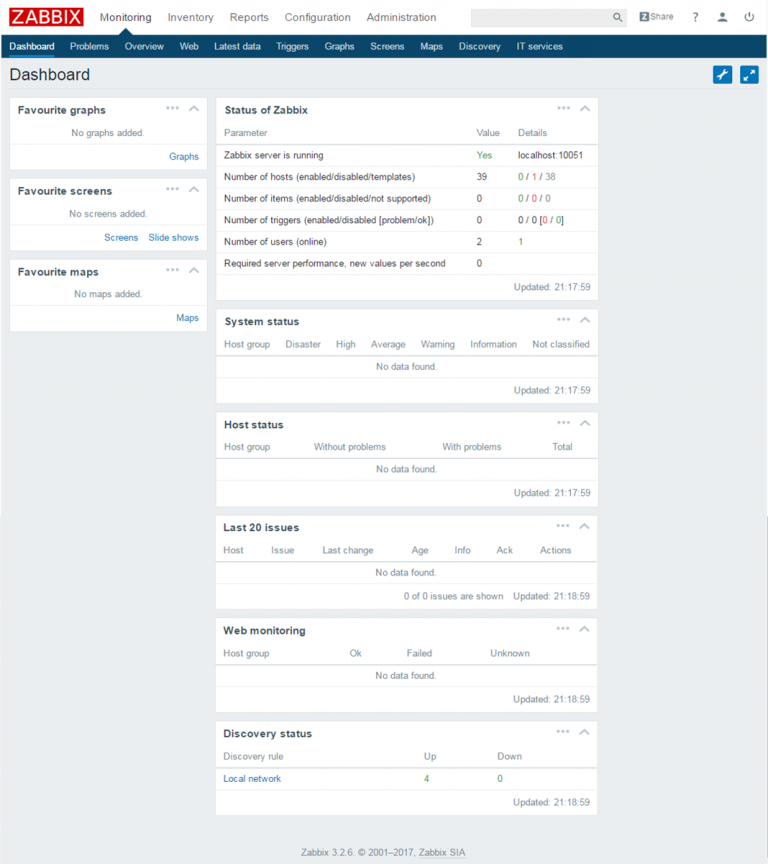 ZABBIX Monitoring Inventory Reports Configuration Administration Z Share ?
Dashboard Problems Overview Web Latest data Triggers Graphs Screens Maps Discovery IT services
Dashboard
Favourite graphs
No graphs added.
Graphs
Favourite screens
No screens added.
Screens Slide shows
Favourite maps
No maps added.
Maps
Status of Zabbix
Parameter Value Details
Zabbix server is running Yes localhost:10051
Number of hosts (enabled/disabled/templates) 39 0 / 1 / 38
Number of items (enabled/disabled/not supported) 0 0 / 0 / 0
Number of triggers (enabled/disabled [problem/ok]) 0 0 / 0 [0 / 0]
Number of users (online) 2 1
Required server performance, new values per second 0
Updated: 21:17:59
System status
Host group Disaster High Average Warning Information Not classified
No data found.
Updated: 21:17:59
Host status
Host group Without problems With problems Total
No data found.
Updated: 21:17:59
Last 20 issues
Host Issue Last change Age Info Ack Actions
No data found.
0 of 0 issues are shown Updated: 21:18:59
Web monitoring
Host group Ok Failed Unknown
No data found.
Updated: 21:18:59
Discovery status
Discovery rule Up Down
Local network 4 0
Updated: 21:18:59
Zabbix 3.2.6. © 2001–2017, Zabbix SIA